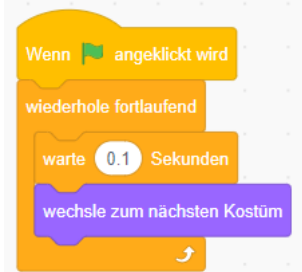 Wenn angeklickt wird
wiederhole fortlaufend
warte 0.1 Sekunden
wechsle zum nächsten Kostüm